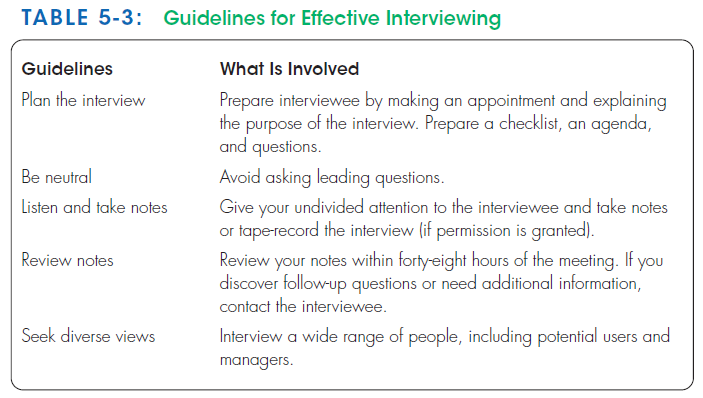 TABLE 5-3: Guidelines for Effective Interviewing
Guidelines What Is Involved
Plan the interview Prepare interviewee by making an appointment and explaining
the purpose of the interview. Prepare a checklist, an agenda,
and questions.
Be neutral Avoid asking leading questions.
Listen and take notes Give your undivided attention to the interviewee and take notes
or tape-record the interview (if permission is granted).
Review notes Review your notes within forty-eight hours of the meeting. If you
discover follow-up questions or need additional information,
contact the interviewee.
Seek diverse views Interview a wide range of people, including potential users and
managers.